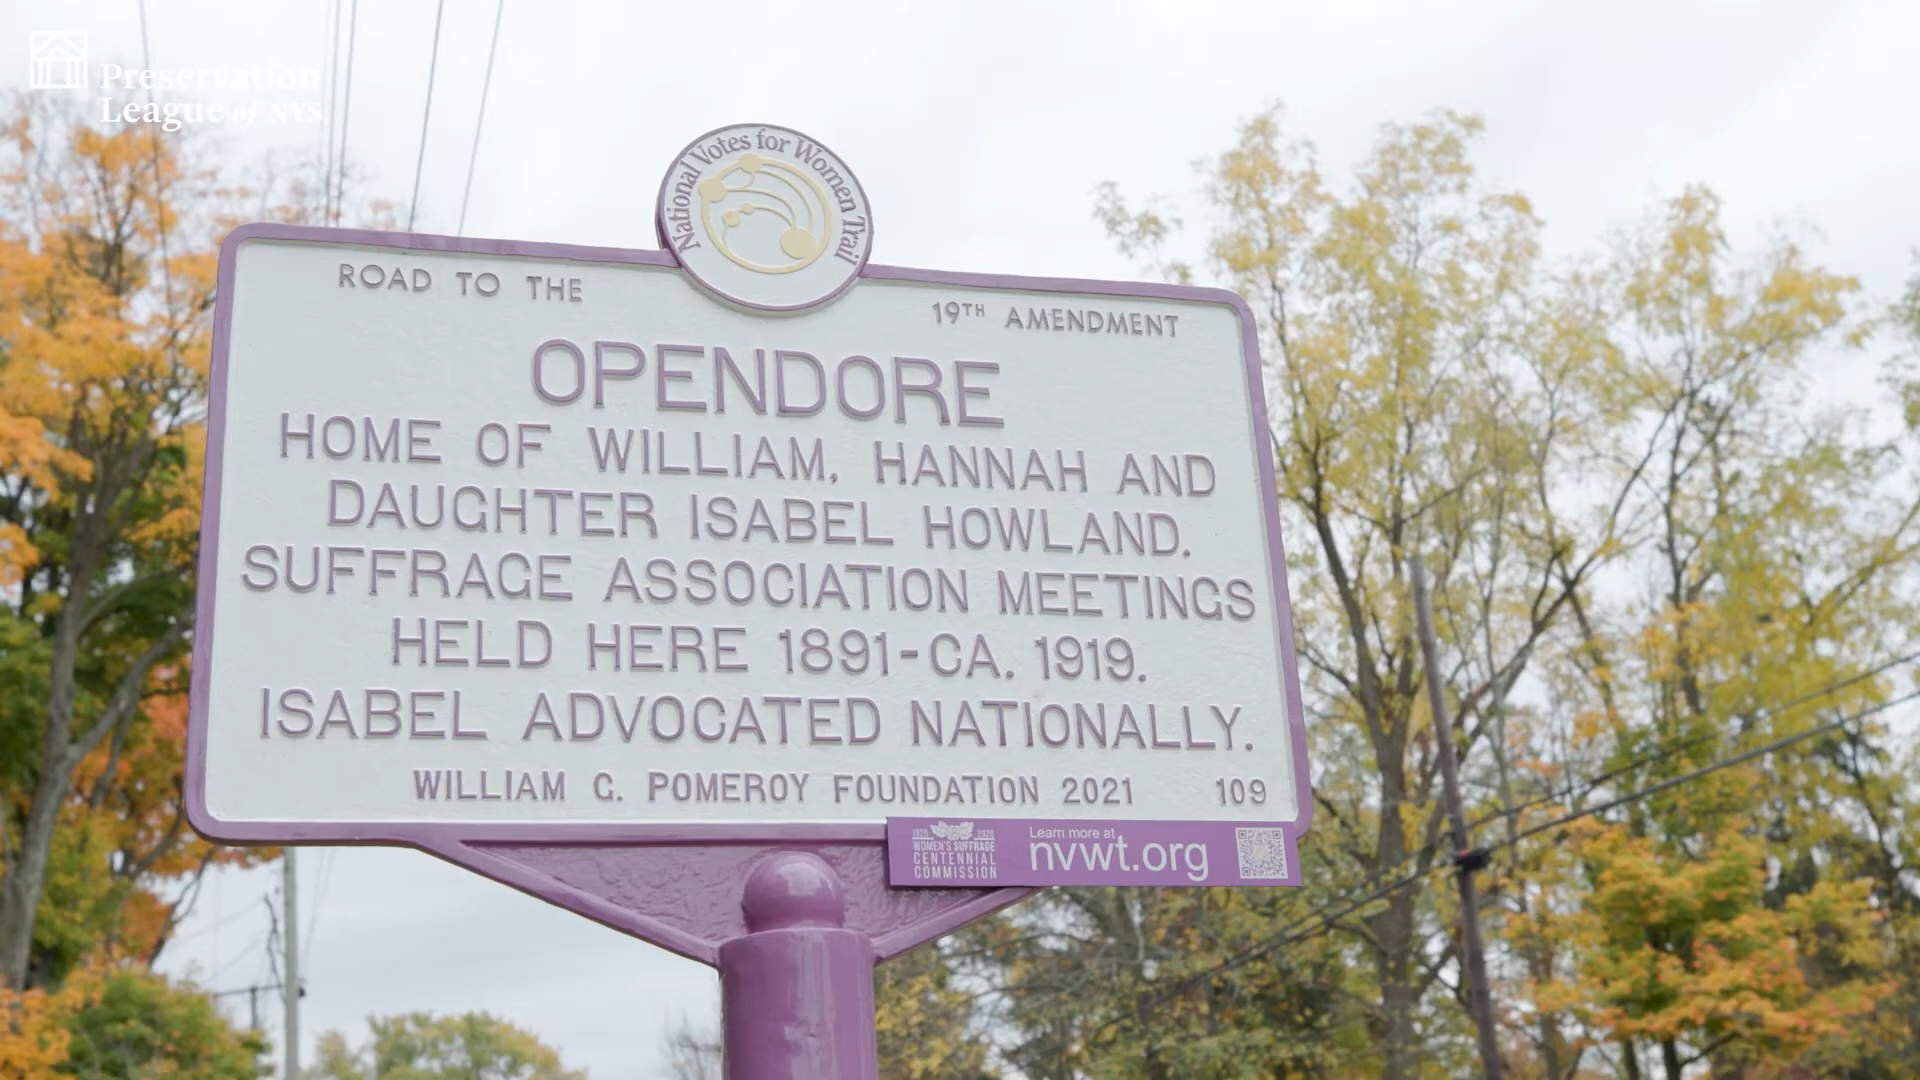 Preservation
League of NYS
National Votes for Women Trail
ROAD TO THE
19TH AMENDMENT
OPENDORE
HOME OF WILLIAM, HANNAH AND
DAUGHTER ISABEL HOWLAND.
SUFFRAGE ASSOCIATION MEETINGS
HELD HERE 1891-CA. 1919.
ISABEL ADVOCATED NATIONALLY.
WILLIAM G. POMEROY FOUNDATION 2021 109
1920 2020
WOMEN'S SUFFRAGE
CENTENNIAL
COMMISSION
Learn more at
nvwt.org